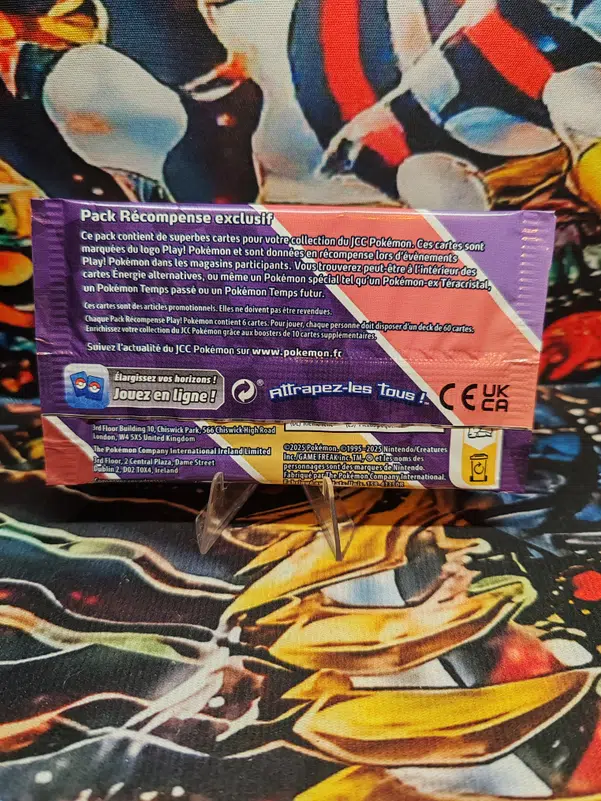 Pack Récompense exclusif
Ce pack contient de superbes cartes pour votre collection du JCC Pokémon. Ces cartes sont
marquées du logo Play! Pokémon et sont données en récompense lors d'événements
Play! Pokémon dans les magasins participants. Vous trouverez peut-être à l'intérieur des
cartes Énergie alternatives, ou même un Pokémon spécial tel qu'un Pokémon-ex Téracristal,
un Pokémon Temps passé ou un Pokémon Temps futur.
Ces cartes sont des articles promotionnels. Elles ne doivent pas être revendues.
Chaque Pack Récompense Play! Pokémon contient 6 cartes. Pour jouer, chaque personne doit disposer d'un deck de 60 cartes.
Enrichissez votre collection du JCC Pokémon grâce aux boosters de 10 cartes supplémentaires.
Suivez l'actualité du JCC Pokémon sur www.pokemon.fr
Élargissez vos horizons !
Jouez en ligne !
Attrapez-les Tous !
CE UK
CA
3rd Floor Building 10, Chiswick Park, 566 Chiswick High Road
London, W4 5XS United Kingdom
The Pokémon Company International Ireland Limited
3rd Floor, 2 Central Plaza, Dame Street
Dublin 2, D02 T0X4, Ireland
©2025 Pokémon. ©1995–2025 Nintendo/Creatures
Inc./GAME FREAK inc. TM, ® et les noms des
personnages sont des marques de Nintendo.
Fabriqué par The Pokémon Company International.